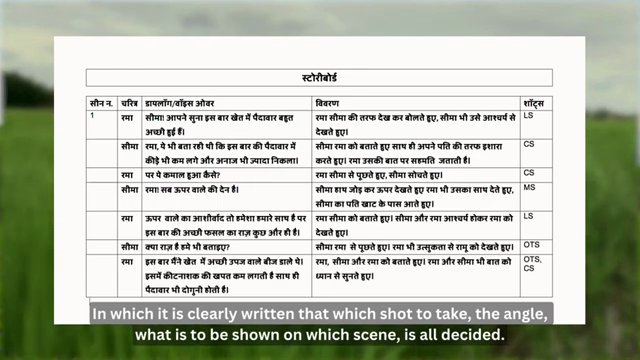 स्टोरीबोर्ड
सीन न. चरित्र डायलॉग/वॉइस ओवर विवरण शॉट्स
1 रमा सीमा! आपने सुना इस बार खेत में पैदावार बहुत रमा सीमा की तरफ देख कर बोलते हुए, सीमा भी उसे आश्चर्य से LS
अच्छी हुई हैं। देखते हुए।
सीमा रमा, ये भी बता रही थी कि इस बार की पैदावार में सीमा रमा को बताते हुए साथ ही अपने पति की तरफ इशारा CS
कीड़े भी कम लगे और अनाज भी ज्यादा निकला। करते हुए। रमा उसकी बात पर सहमति जताती है।
रमा पर ये कमाल हुआ कैसे? रमा सीमा से पूछते हुए, सीमा सोचते हुए। CS
सीमा रमा! सब ऊपर वाले की देन है। सीमा हाथ जोड़ कर ऊपर देखते हुए रमा भी उसका साथ देते हुए, MS
सीमा का पति खाट के पास आते हुए।
रमा ऊपर वाले का आशीर्वाद तो हमेशा हमारे साथ है पर रमा सीमा को बताते हुए। सीमा और रमा आश्चर्य होकर रमा को LS
इस बार की अच्छी फसल का राज़ कुछ और ही है। देखते हुए।
सीमा क्या राज़ है हमे भी बताइए? सीमा रमा से पूछते हुए। रमा भी उत्सुकता से रामू को देखते हुए। OTS
रमा इस बार मैंने खेत में अच्छी उपज वाले बीज डाले थे। रमा, सीमा और रमा को बताते हुए। रमा और सीमा भी बात को OTS,
इसमें कीटनाशक की खपत कम लगती है साथ ही ध्यान से सुनते हुए। CS
पैदावार भी दोगुनी होती है।
In which it is clearly written that which shot to take, the angle,
what is to be shown on which scene, is all decided.